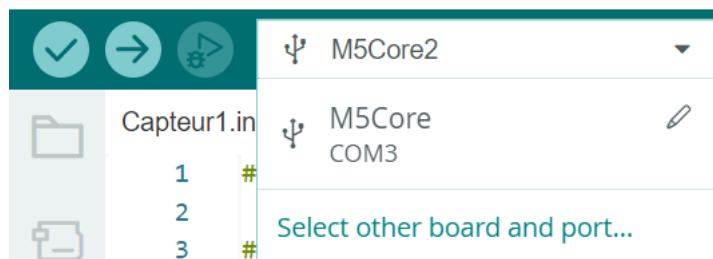 M5Core2
Capteur1.in
M5Core
COM3
1 #
2
3 #
Select other board and port...